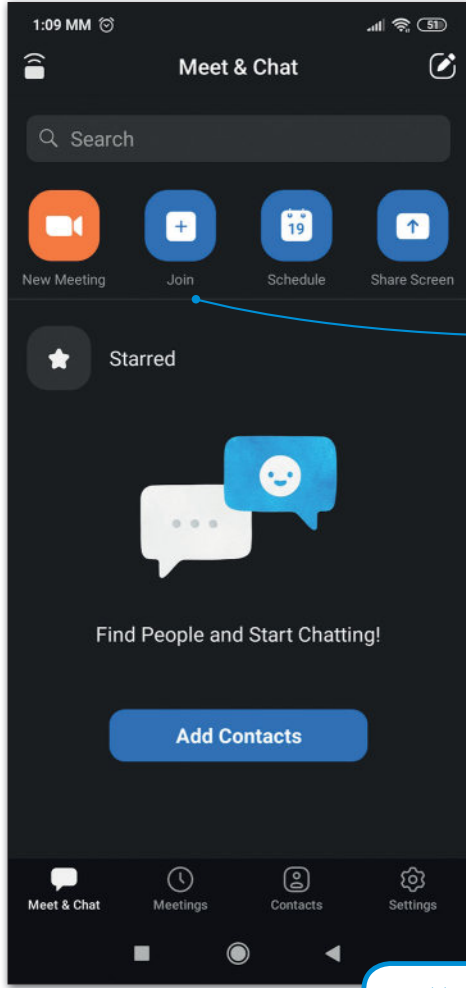 1:09 MM 51
Meet & Chat
Search
19
New Meeting Join Schedule Share Screen
Starred
Find People and Start Chatting!
Add Contacts
Meet & Chat Meetings Contacts Settings